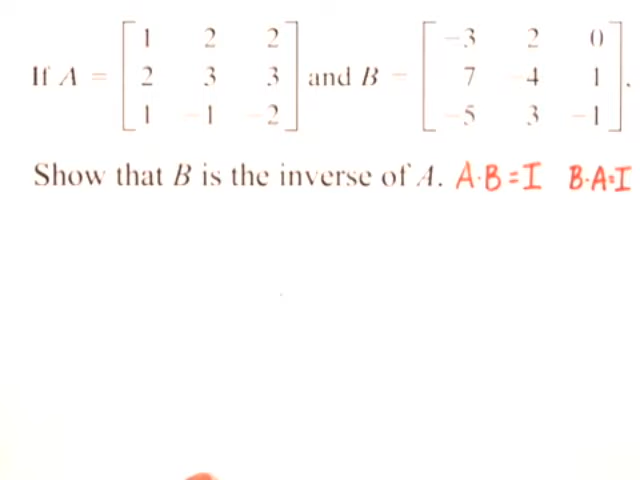 If A = [ 1 2 2 ] and B = [ -3 2 0 ].
[ 2 3 3 ] [ 7 -4 1 ]
[ 1 -1 -2 ] [ -5 3 -1 ]
Show that B is the inverse of A. A·B=I B·A=I